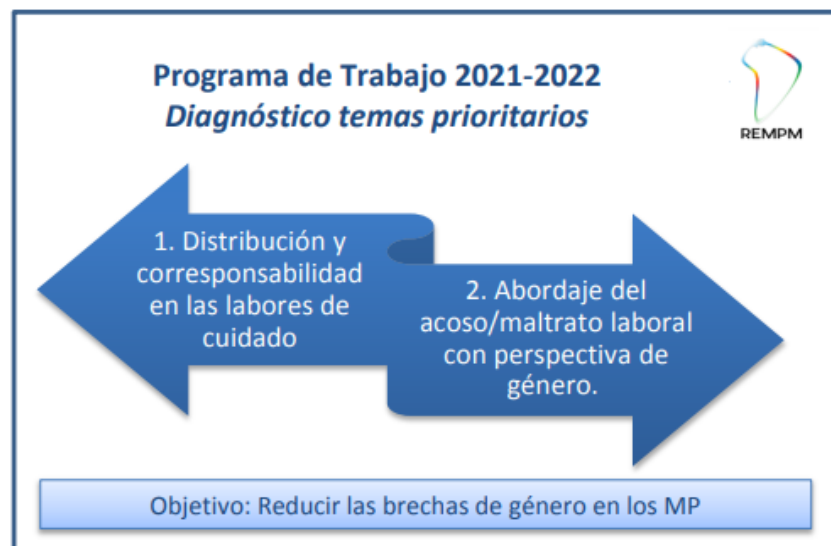 Programa de Trabajo 2021-2022
Diagnóstico temas prioritarios
REMPM
1. Distribución y
corresponsabilidad
en las labores de
cuidado
2. Abordaje del
acoso/maltrato laboral
con perspectiva de
género.
Objetivo: Reducir las brechas de género en los MP